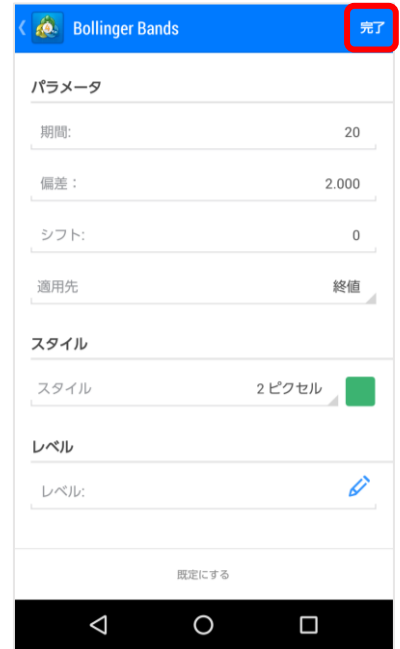 Bollinger Bands 完了
パラメータ
期間: 20
偏差： 2.000
シフト: 0
適用先 終値
スタイル
スタイル 2 ピクセル
レベル
レベル:
既定にする